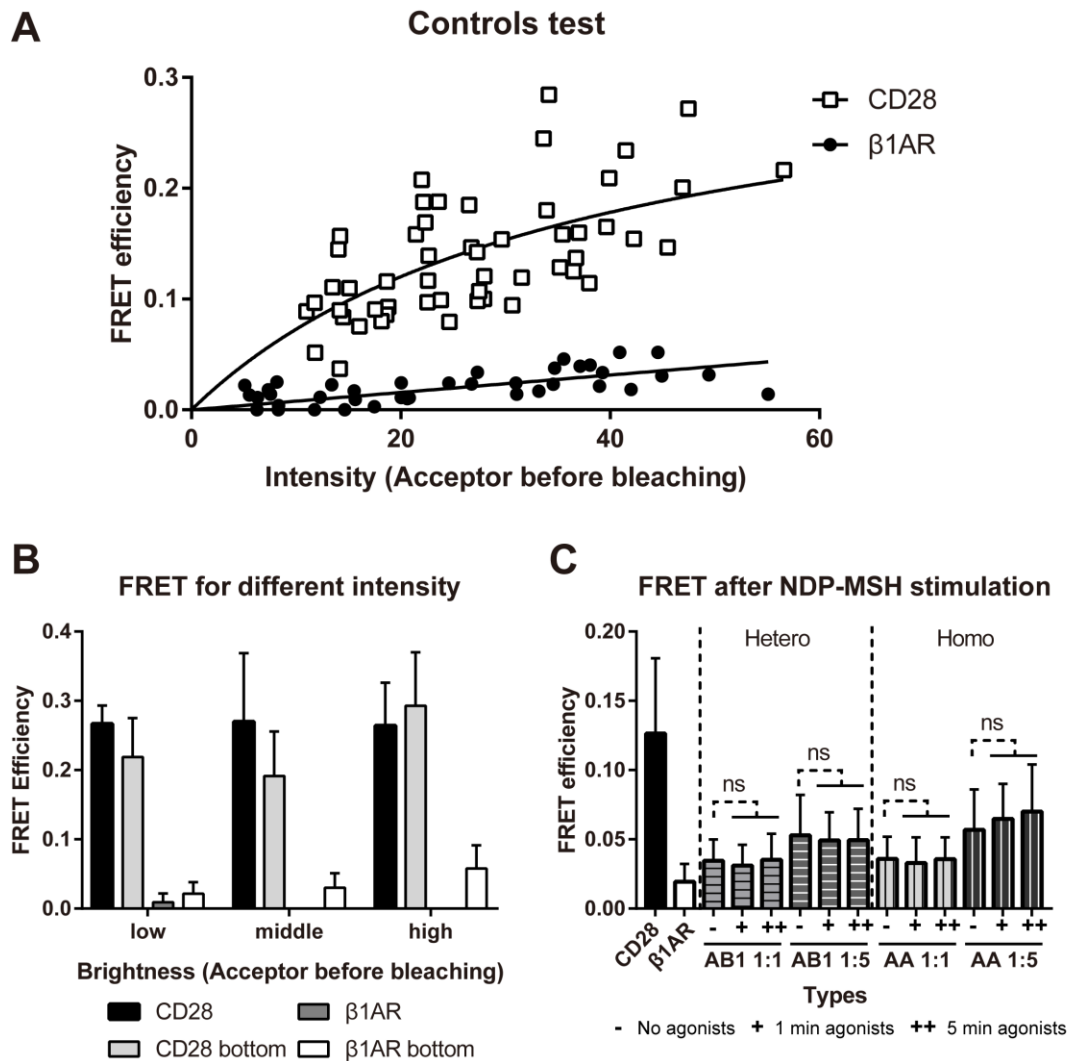 A
Controls test
0.3
0.2
0.1
0.0
FRET efficiency
0
20
40
60
Intensity (Acceptor before bleaching)
CD28
β1AR
B
FRET for different intensity
0.4
0.3
0.2
0.1
0.0
FRET Efficiency
low
middle
high
Brightness (Acceptor before bleaching)
CD28
β1AR
CD28 bottom
β1AR bottom
C
FRET after NDP-MSH stimulation
0.20
0.15
0.10
0.05
0.00
FRET efficiency
Hetero
Homo
ns
ns
ns
ns
CD28
β1AR
- + ++ - + ++ - + ++ - + ++
AB1 1:1 AB1 1:5 AA 1:1 AA 1:5
Types
- No agonists + 1 min agonists ++ 5 min agonists